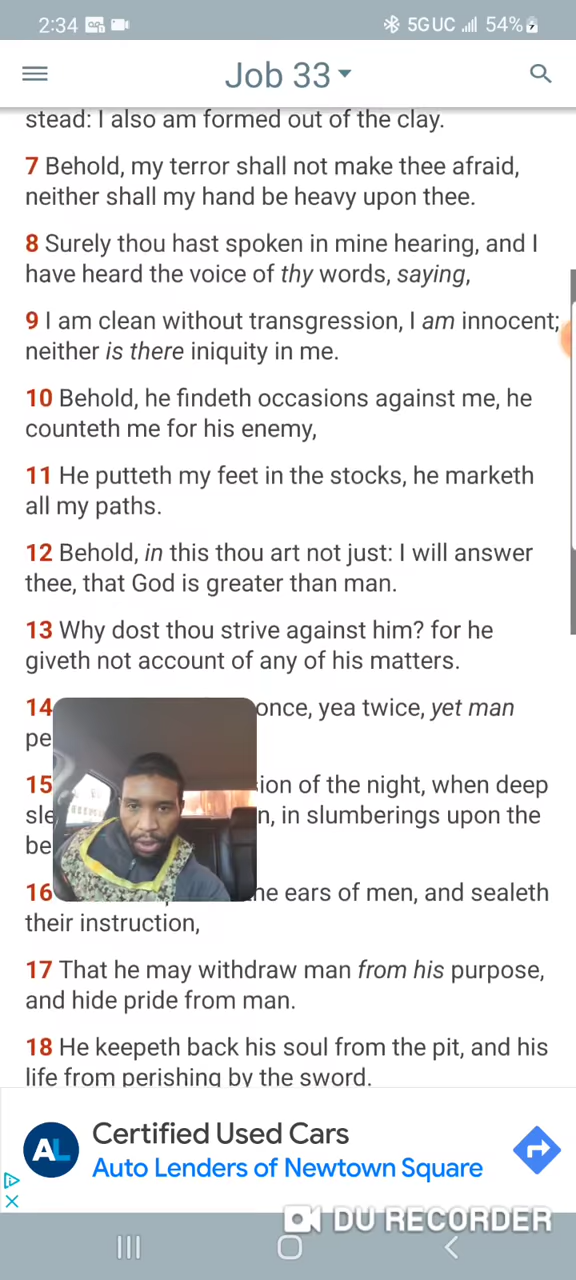 2:34 5G UC 54%
Job 33
stead: I also am formed out of the clay.
7 Behold, my terror shall not make thee afraid,
neither shall my hand be heavy upon thee.
8 Surely thou hast spoken in mine hearing, and I
have heard the voice of thy words, saying,
9 I am clean without transgression, I am innocent;
neither is there iniquity in me.
10 Behold, he findeth occasions against me, he
counteth me for his enemy,
11 He putteth my feet in the stocks, he marketh
all my paths.
12 Behold, in this thou art not just: I will answer
thee, that God is greater than man.
13 Why dost thou strive against him? for he
giveth not account of any of his matters.
14 once, yea twice, yet man
pe
15 ion of the night, when deep
sle n, in slumberings upon the
be
16 he ears of men, and sealeth
their instruction,
17 That he may withdraw man from his purpose,
and hide pride from man.
18 He keepeth back his soul from the pit, and his
life from perishing by the sword.
AL
Certified Used Cars
Auto Lenders of Newtown Square
DU RECORDER